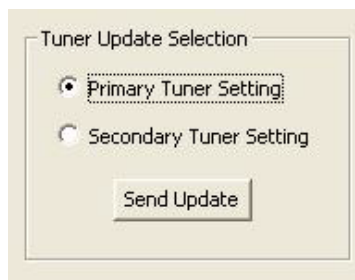 Tuner Update Selection
Primary Tuner Setting
Secondary Tuner Setting
Send Update